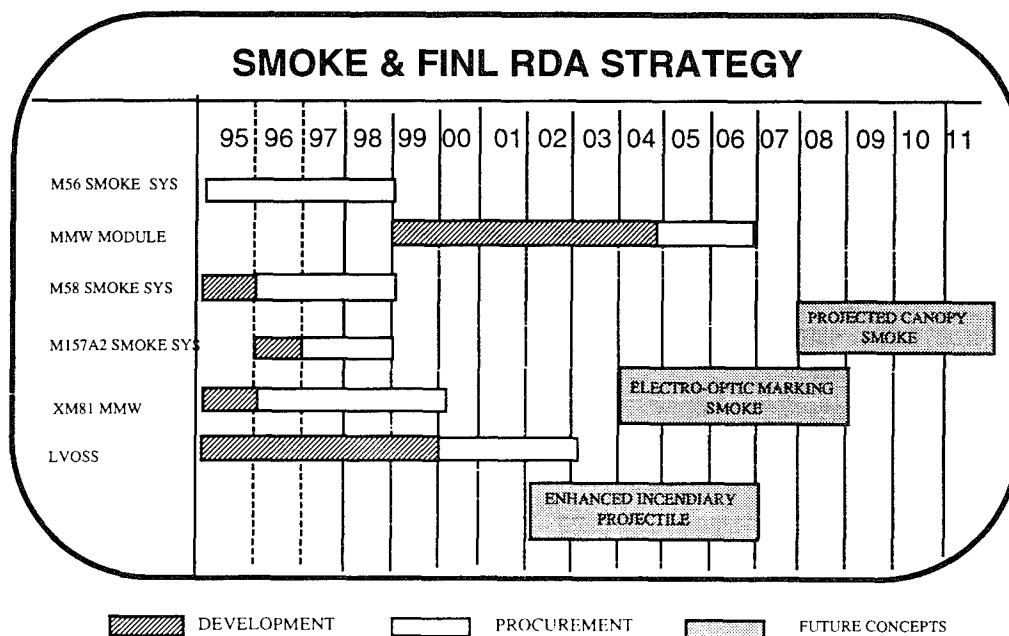 SMOKE & FINL RDA STRATEGY
95 96 97 98 99 00 01 02 03 04 05 06 07 08 09 10 11
M56 SMOKE SYS
MMW MODULE
M58 SMOKE SYS
PROJECTED CANOPY
SMOKE
M157A2 SMOKE SYS
ELECTRO-OPTIC MARKING
SMOKE
XM81 MMW
LVOSS
ENHANCED INCENDIARY
PROJECTILE
DEVELOPMENT PROCUREMENT FUTURE CONCEPTS